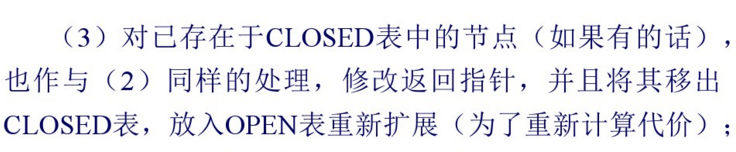 （3）对已存在于CLOSED表中的节点（如果有的话），
也作与（2）同样的处理，修改返回指针，并且将其移出
CLOSED表，放入OPEN表重新扩展（为了重新计算代价）；